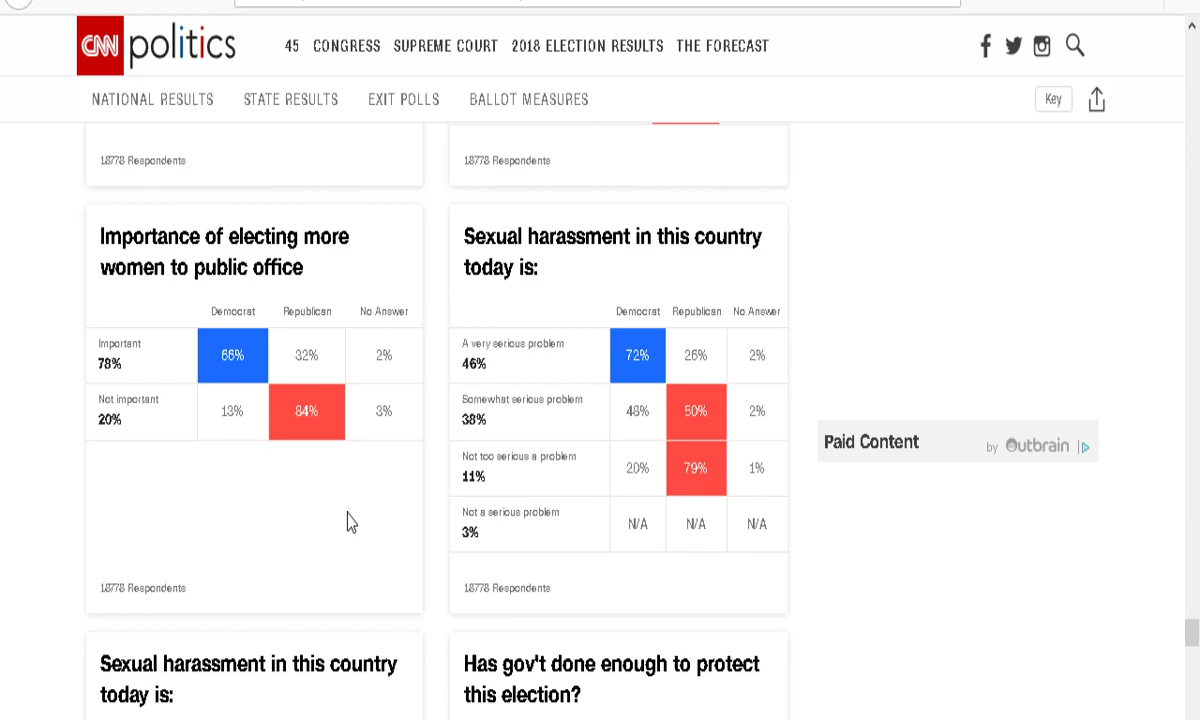 CNN politics 45 CONGRESS SUPREME COURT 2018 ELECTION RESULTS THE FORECAST
NATIONAL RESULTS STATE RESULTS EXIT POLLS BALLOT MEASURES Key
18778 Respondents
18778 Respondents
Importance of electing more
women to public office
Democrat Republican No Answer
Important
78% 66% 32% 2%
Not important
20% 13% 84% 3%
18778 Respondents
Sexual harassment in this country
today is:
Democrat Republican No Answer
A very serious problem
46% 72% 26% 2%
Somewhat serious problem
38% 48% 50% 2%
Not too serious a problem
11% 20% 79% 1%
Not a serious problem
3% N/A N/A N/A
18778 Respondents
Paid Content by Outbrain
Sexual harassment in this country
today is:
Has gov't done enough to protect
this election?